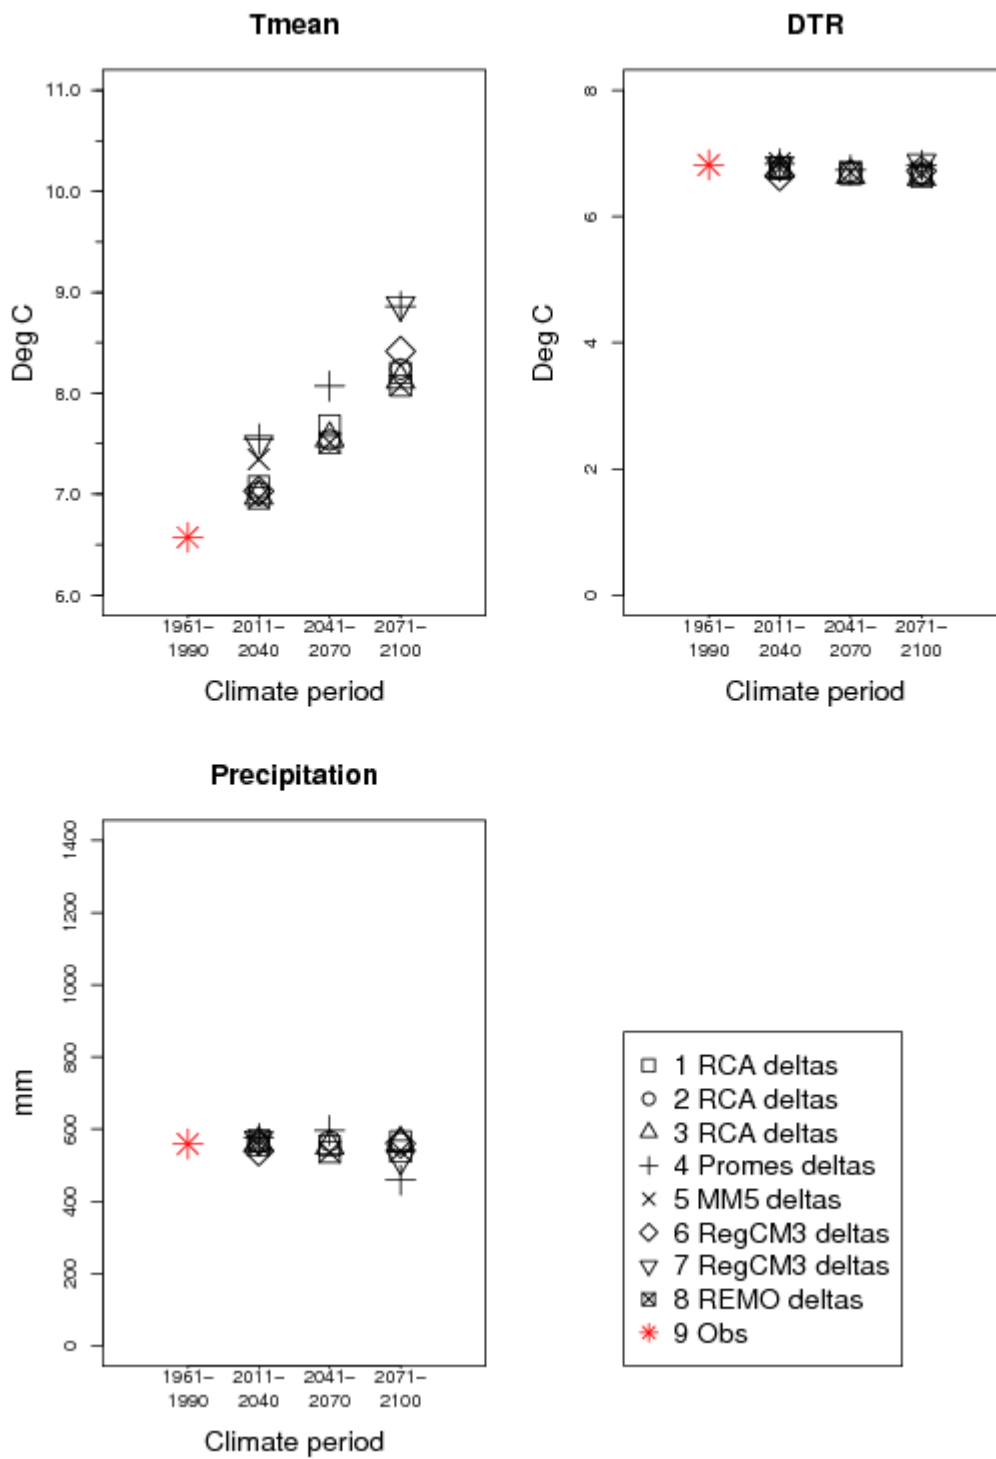 Tmean
11.0
10.0
9.0
8.0
7.0
6.0
Deg C
1961–
1990
2011–
2040
2041–
2070
2071–
2100
Climate period
DTR
8
6
4
2
0
Deg C
1961–
1990
2011–
2040
2041–
2070
2071–
2100
Climate period
Precipitation
1400
1200
1000
800
600
400
200
0
mm
1961–
1990
2011–
2040
2041–
2070
2071–
2100
Climate period
1 RCA deltas
2 RCA deltas
3 RCA deltas
4 Promes deltas
5 MM5 deltas
6 RegCM3 deltas
7 RegCM3 deltas
8 REMO deltas
9 Obs